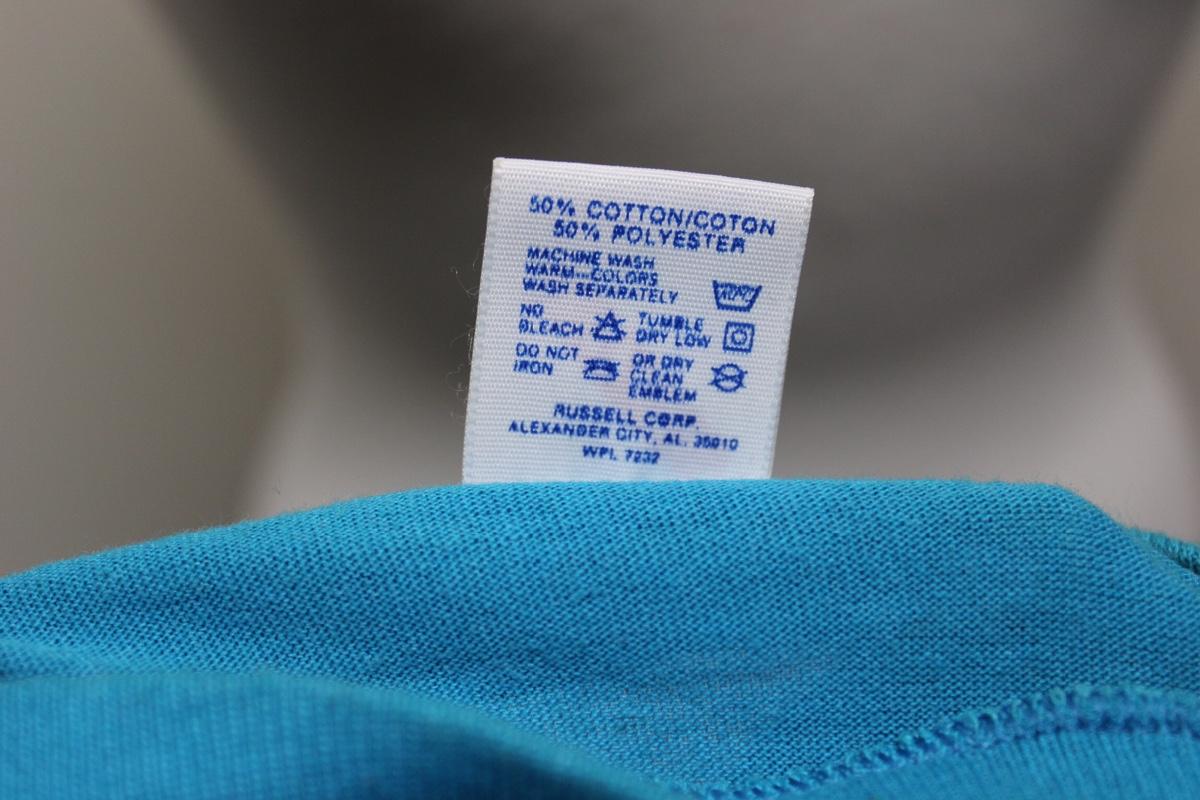 50% COTTON/COTON
50% POLYESTER
MACHINE WASH
WARM--COLORS
WASH SEPARATELY
NO
BLEACH
TUMBLE
DRY LOW
DO NOT
IRON
OR DRY
CLEAN
EMBLEM
RUSSELL CORP.
ALEXANDER CITY, AL. 35010
WPL 7232